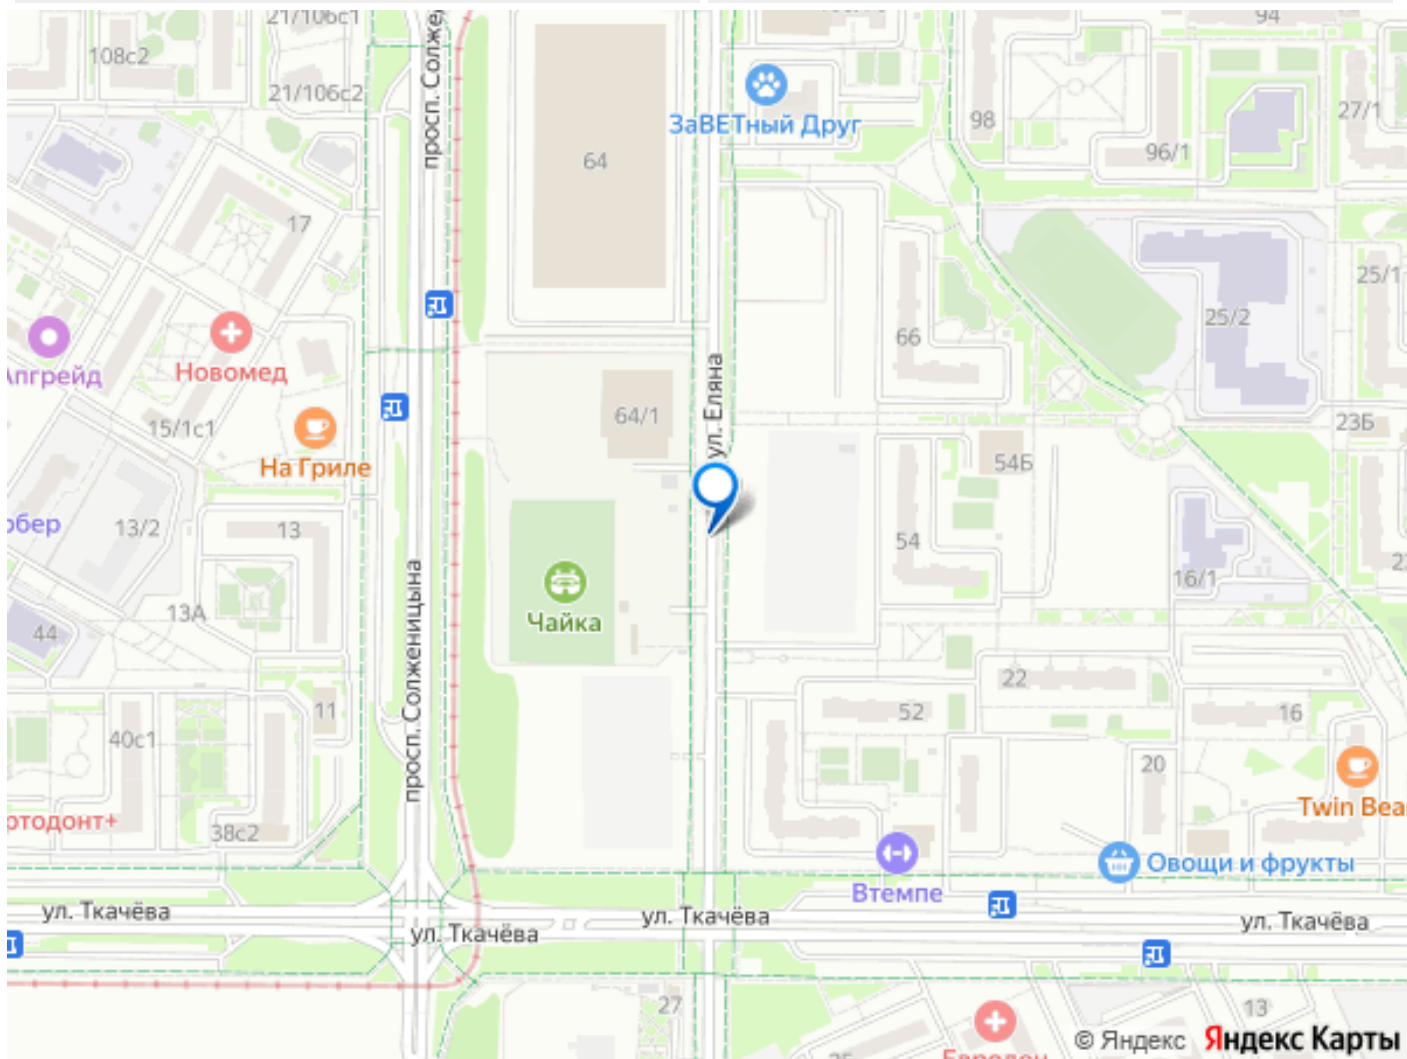 21/106с1
94
108с2
просп. Солже
21/106с2
ЗаВЕТный Друг
98
27/1
64
96/1
17
25/1
25/2
66
Новомед
Апгрейд
ул. Еляна
64/1
15/1с1
23Б
На Гриле
54Б
13/2
13
54
16/1
просп. Солженицына
13А
Чайка
44
22
11
52
16
40с1
20
Twin Bea
38с2
Овощи и фрукты
Втемпе
ул. Ткачёва
ул. Ткачёва
ул. Ткачёва
ул. Ткачёва
27
13
© Яндекс Яндекс Карты